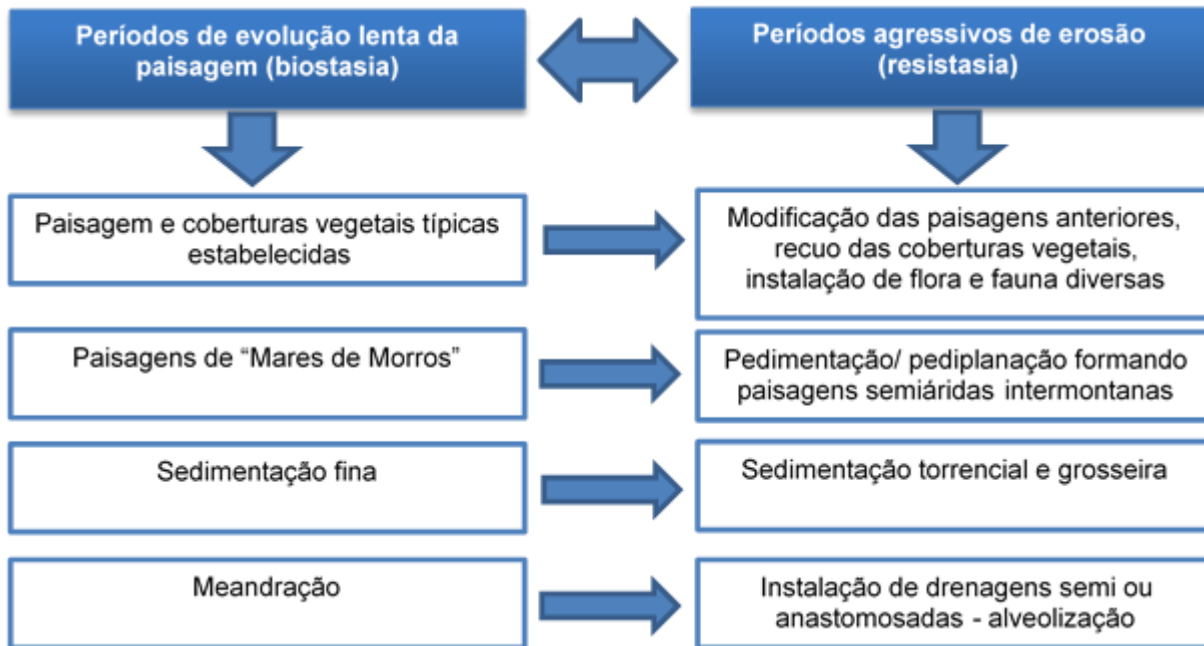 Períodos de evolução lenta da
paisagem (biostasia)
Períodos agressivos de erosão
(resistasia)
Paisagem e coberturas vegetais típicas
estabelecidas
Modificação das paisagens anteriores,
recuo das coberturas vegetais,
instalação de flora e fauna diversas
Paisagens de “Mares de Morros”
Pedimentação/ pediplanação formando
paisagens semiáridas intermontanas
Sedimentação fina
Sedimentação torrencial e grosseira
Meandração
Instalação de drenagens semi ou
anastomosadas - alveolização